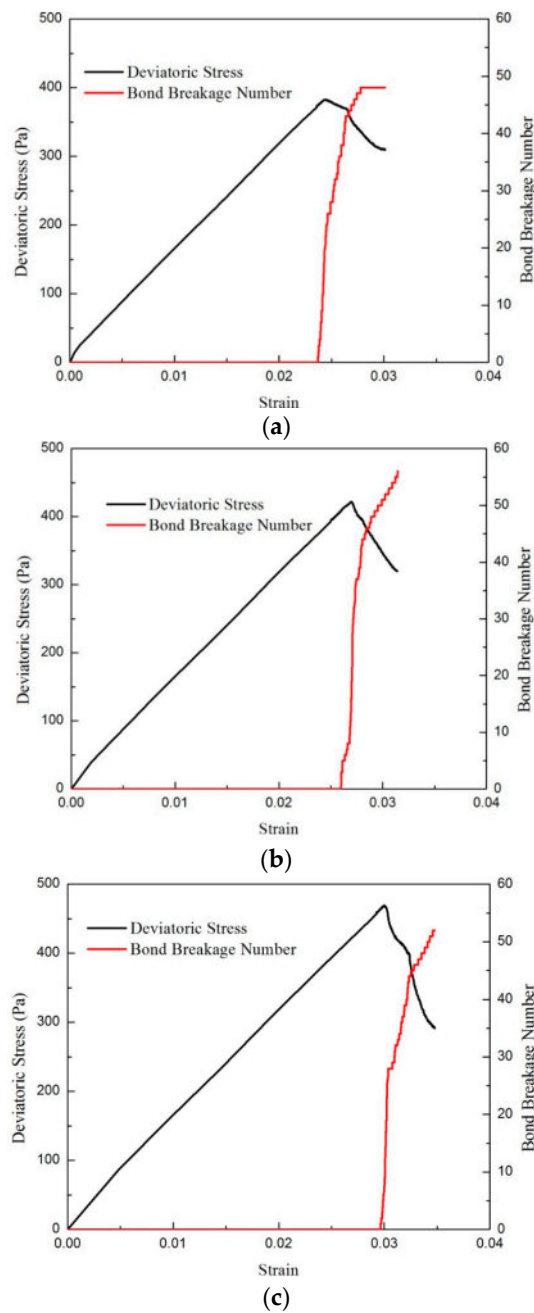 500
400
300
200
100
0
Deviatoric Stress (Pa)
Deviatoric Stress
Bond Breakage Number
60
50
40
30
20
10
0
Bond Breakage Number
0.00 0.01 0.02 0.03 0.04
Strain
(a)
500
400
300
200
100
0
Deviatoric Stress (Pa)
Deviatoric Stress
Bond Breakage Number
60
50
40
30
20
10
0
Bond Breakage Number
0.00 0.01 0.02 0.03 0.04
Strain
(b)
500
400
300
200
100
0
Deviatoric Stress (Pa)
Deviatoric Stress
Bond Breakage Number
60
50
40
30
20
10
0
Bond Breakage Number
0.00 0.01 0.02 0.03 0.04
Strain
(c)